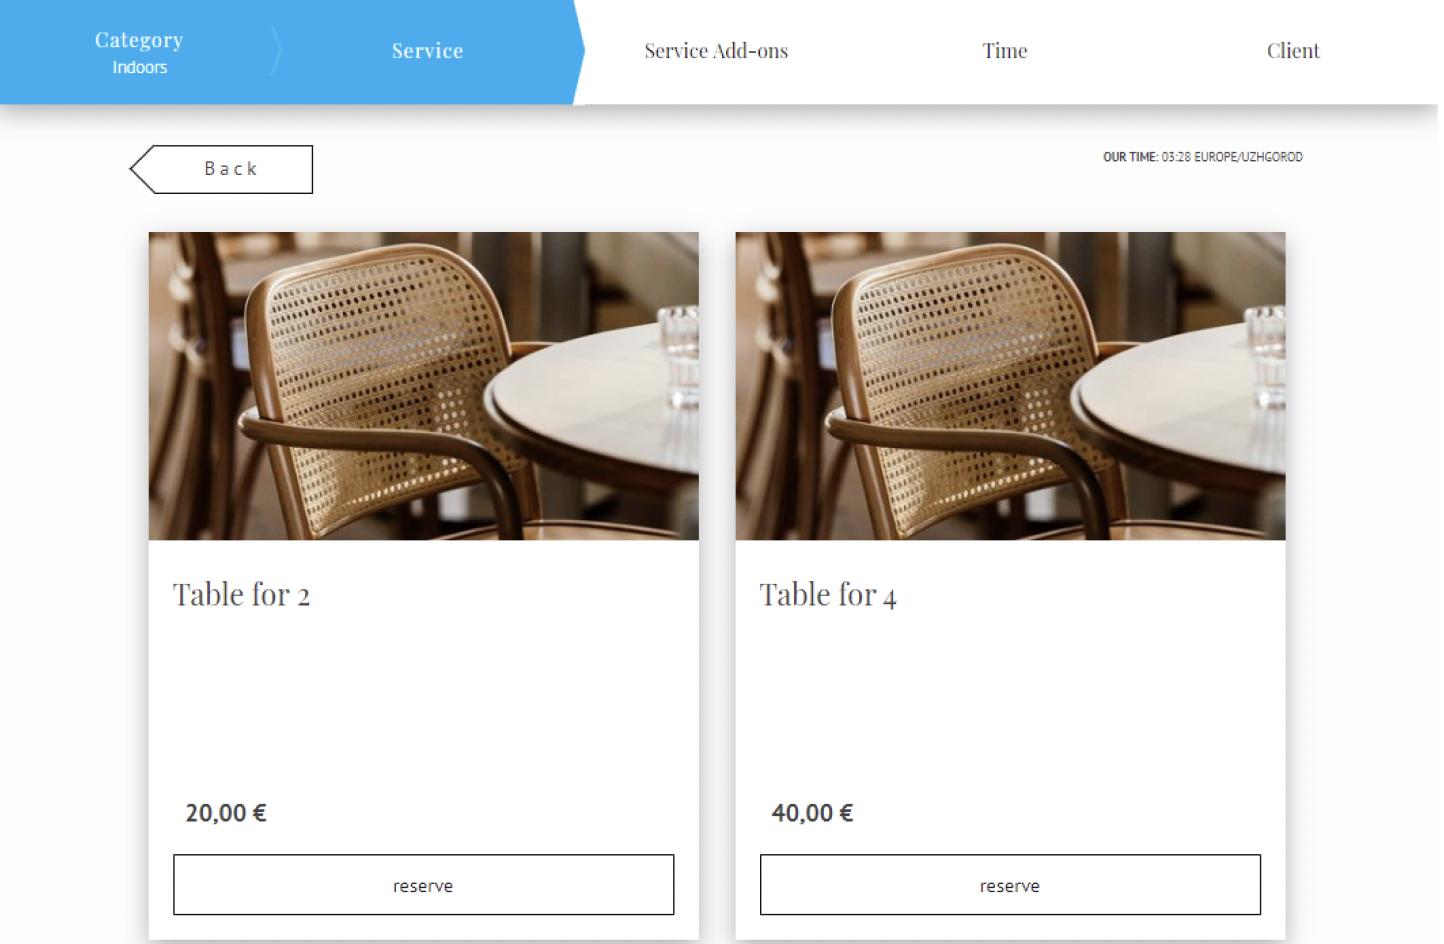 Category
Indoors
Service
Service Add-ons
Time
Client
Back
OUR TIME: 03:28 EUROPE/UZHGOROD
Table for 2
20,00 €
reserve
Table for 4
40,00 €
reserve